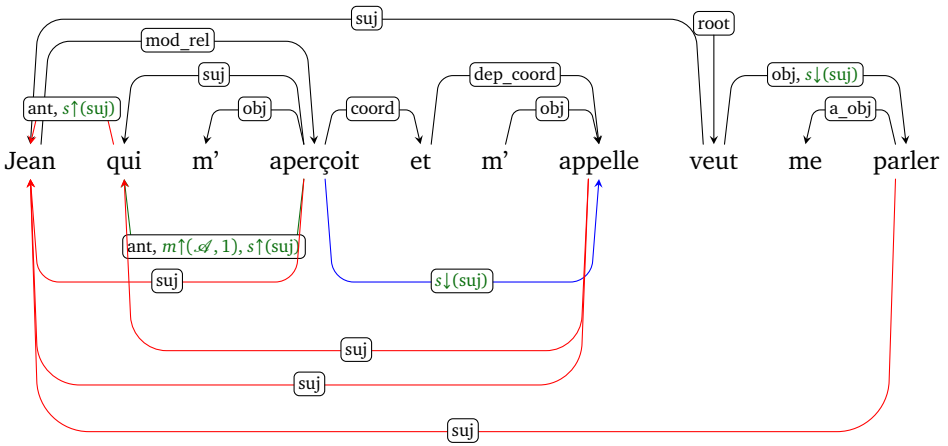 suj
root
mod_rel
suj
dep_coord
obj, s↓(suj)
ant, s↑(suj)
obj
coord
obj
a_obj
Jean qui m' aperçoit et m' appelle veut me parler
ant, m↑(𝒜, 1), s↑(suj)
suj
s↓(suj)
suj
suj
suj